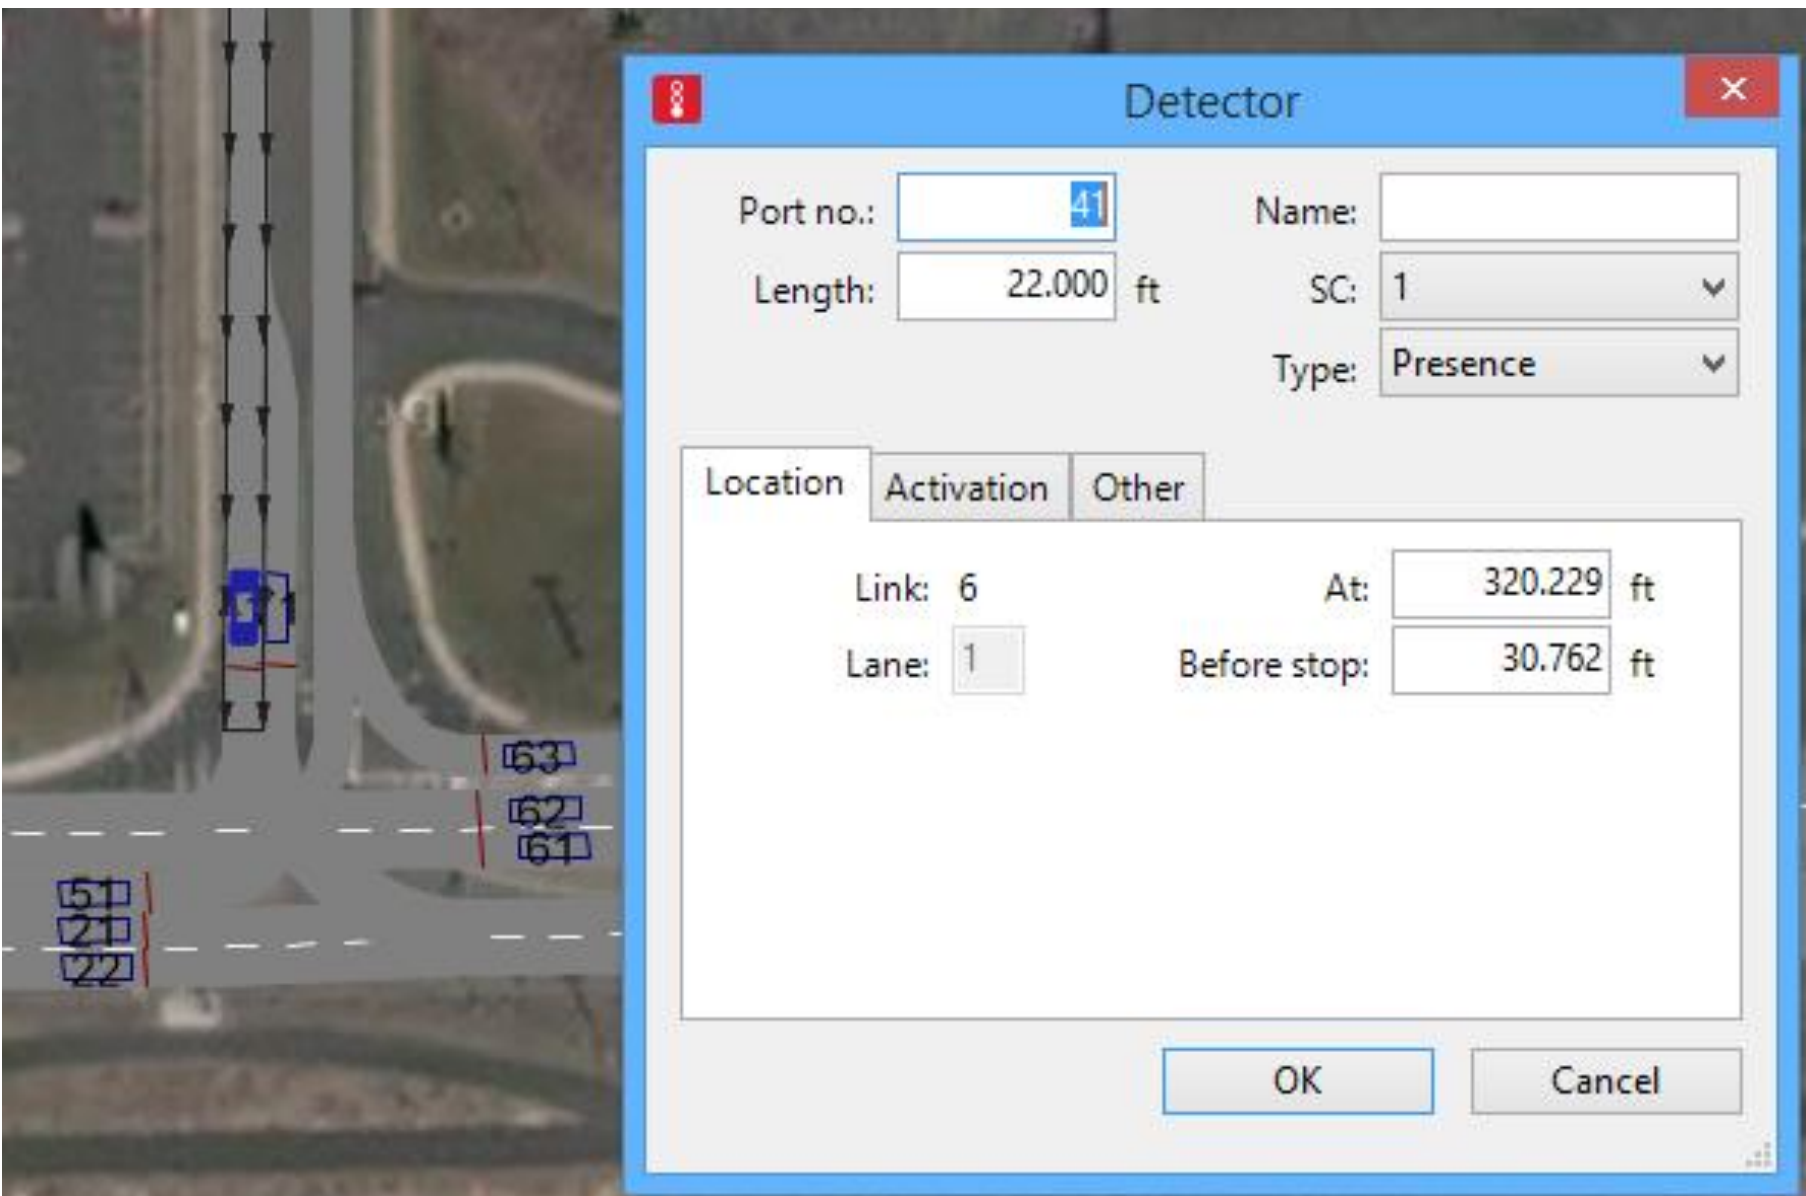 Detector
Port no.: 41 Name:
Length: 22.000 ft SC: 1
Type: Presence
Location Activation Other
Link: 6 At: 320.229 ft
Lane: 1 Before stop: 30.762 ft
OK Cancel
63
62
61
51
21
22